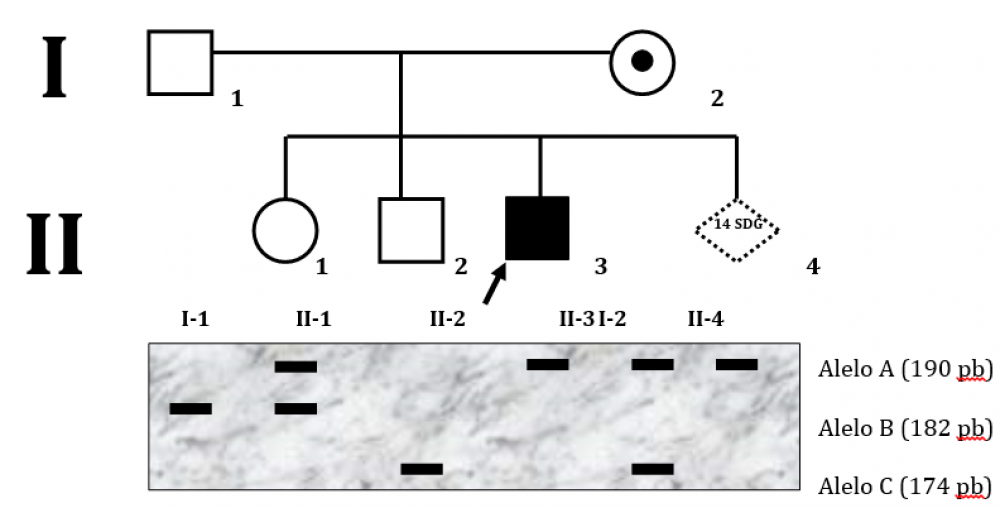 I
1
2
II
14 SDG
1
2
3
4
I-1 II-1 II-2 II-3 I-2 II-4
Alelo A (190 pb)
Alelo B (182 pb)
Alelo C (174 pb)